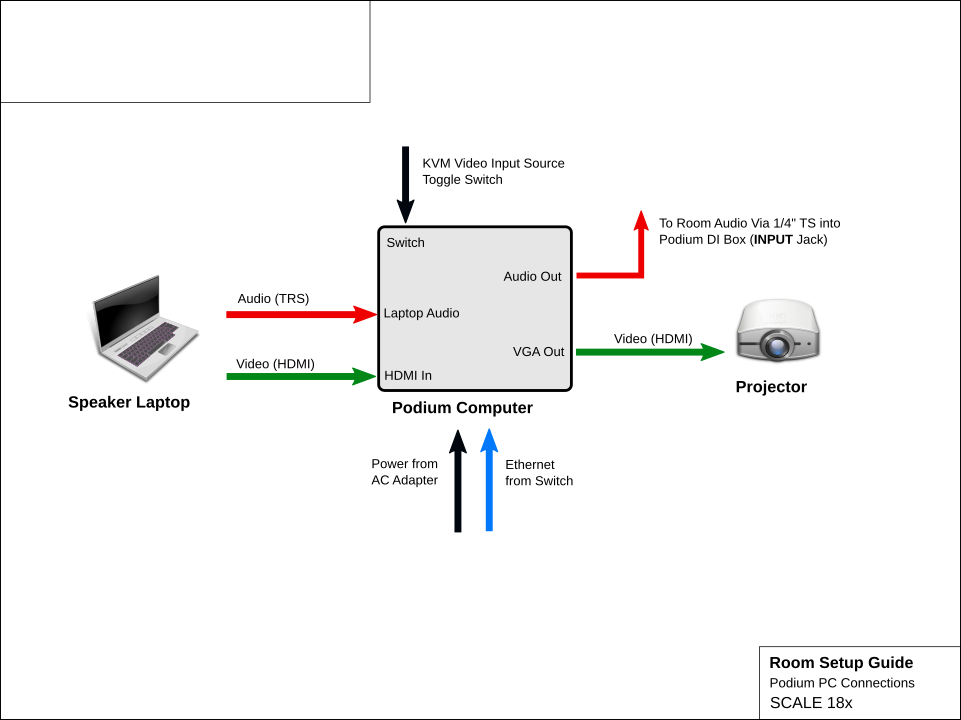 KVM Video Input Source
Toggle Switch
Switch
To Room Audio Via 1/4" TS into
Podium DI Box (INPUT Jack)
Audio Out
Audio (TRS)
Laptop Audio
Video (HDMI)
VGA Out
Video (HDMI)
HDMI In
Projector
Speaker Laptop
Podium Computer
Power from
AC Adapter
Ethernet
from Switch
Room Setup Guide
Podium PC Connections
SCALE 18x